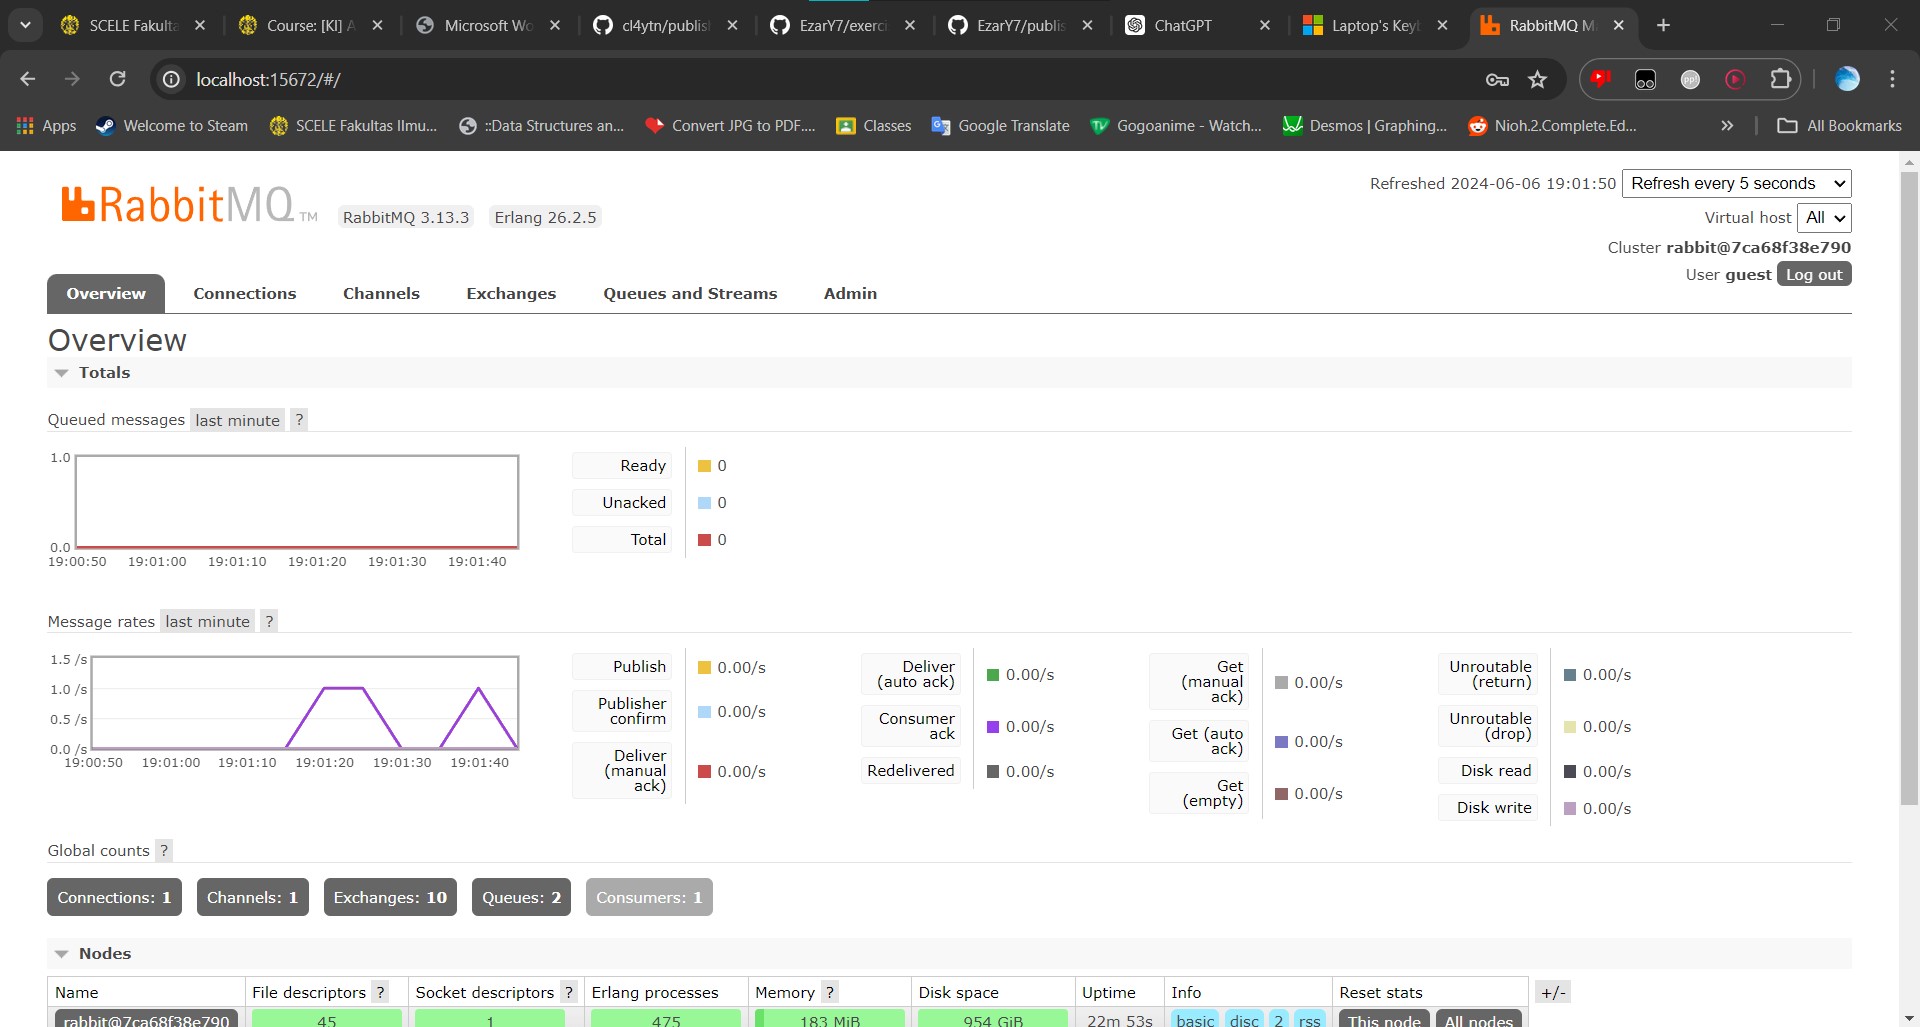 SCELE Fakulta
Course: [KI] A
Microsoft Wo
cl4ytn/publis
EzarY7/exerci
EzarY7/publis
ChatGPT
Laptop's Keyb
RabbitMQ Ma
localhost:15672/#/
Apps
Welcome to Steam
SCELE Fakultas Ilmu...
::Data Structures an...
Convert JPG to PDF....
Classes
Google Translate
Gogoanime - Watch...
Desmos | Graphing...
Nioh.2.Complete.Ed...
All Bookmarks
RabbitMQ TM
RabbitMQ 3.13.3
Erlang 26.2.5
Refreshed 2024-06-06 19:01:50
Refresh every 5 seconds
Virtual host All
Cluster rabbit@7ca68f38e790
User guest Log out
Overview
Connections
Channels
Exchanges
Queues and Streams
Admin
Overview
Totals
Queued messages last minute ?
1.0
0.0
19:00:50 19:01:00 19:01:10 19:01:20 19:01:30 19:01:40
Ready 0
Unacked 0
Total 0
Message rates last minute ?
1.5 /s
1.0 /s
0.5 /s
0.0 /s
19:00:50 19:01:00 19:01:10 19:01:20 19:01:30 19:01:40
Publish 0.00/s
Publisher
confirm 0.00/s
Deliver
(manual 0.00/s
ack)
Deliver
(auto ack) 0.00/s
Consumer
ack 0.00/s
Redelivered 0.00/s
Get
(manual 0.00/s
ack)
Get (auto
ack) 0.00/s
Get
(empty) 0.00/s
Unroutable
(return) 0.00/s
Unroutable
(drop) 0.00/s
Disk read 0.00/s
Disk write 0.00/s
Global counts ?
Connections: 1
Channels: 1
Exchanges: 10
Queues: 2
Consumers: 1
Nodes
Name File descriptors ? Socket descriptors ? Erlang processes Memory ? Disk space Uptime Info Reset stats +/-
rabbit@7ca68f38e790 45 1 475 183 MiB 954 GiB 22m 53s basic disc 2 rss This node All nodes